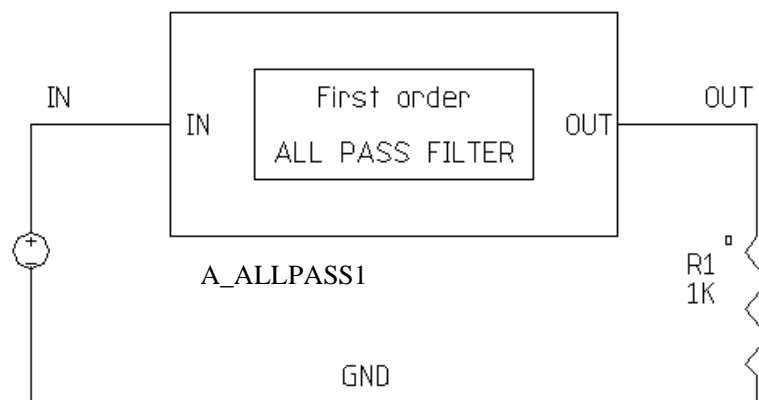 First order
IN
OUT
IN
OUT
ALL PASS FILTER
A_ALLPASS1
R1
1K
GND